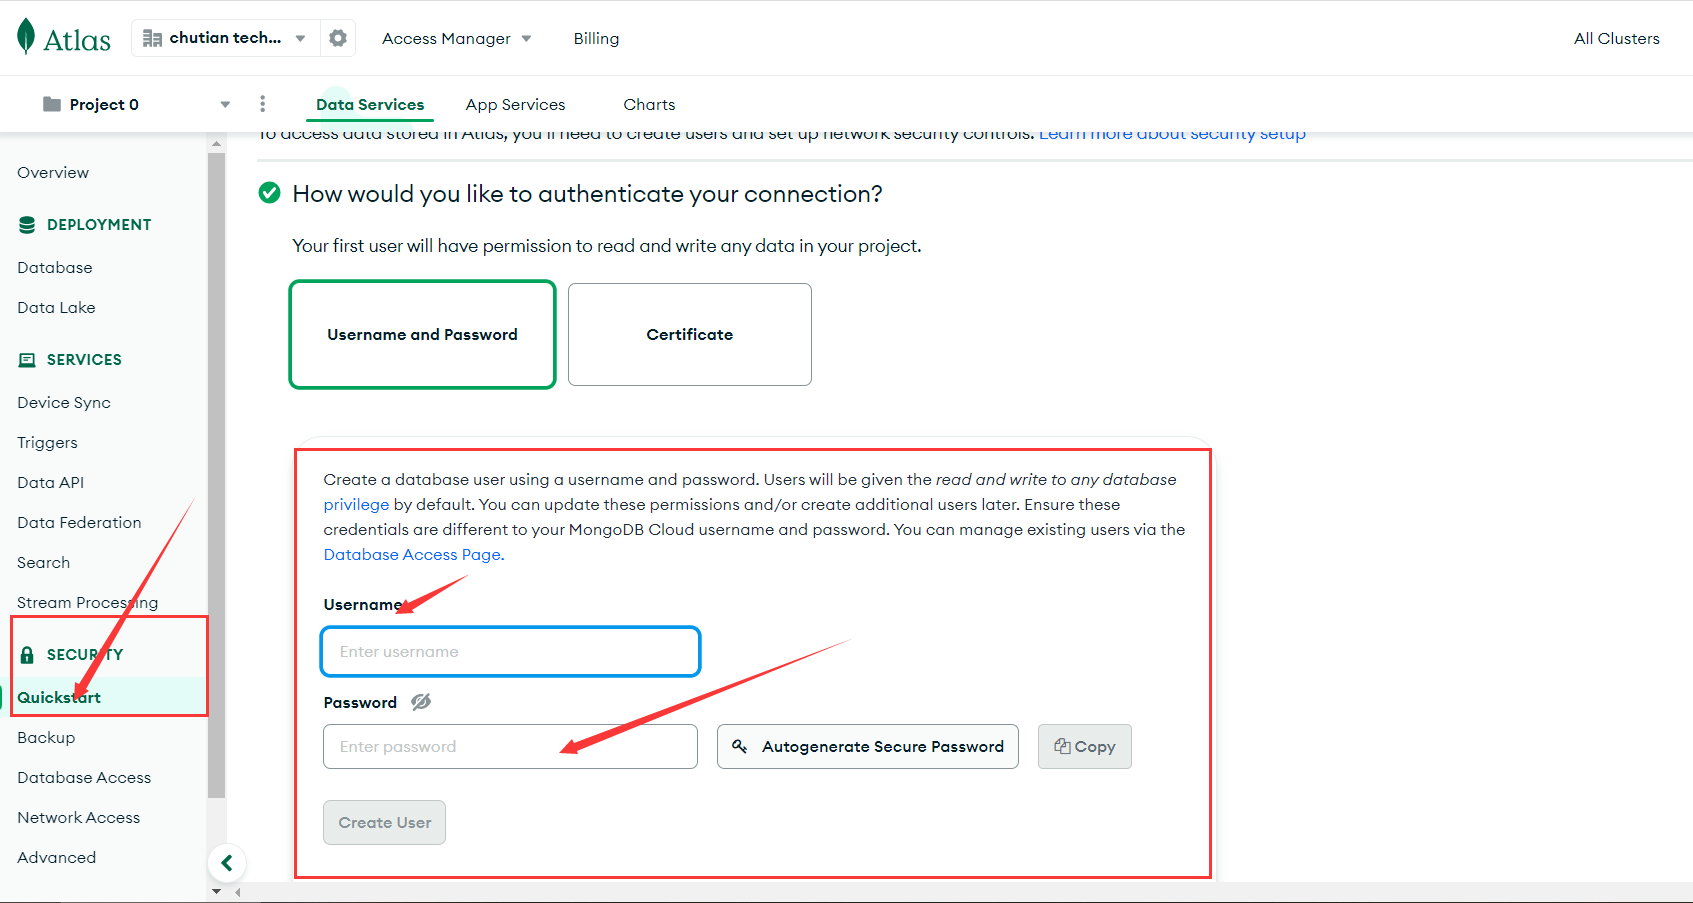 Atlas
chutian tech...
Access Manager
Billing
All Clusters
Project 0
Data Services
App Services
Charts
To access data stored in Atlas, you'll need to create users and set up network security controls. Learn more about security setup
Overview
DEPLOYMENT
Database
Data Lake
SERVICES
Device Sync
Triggers
Data API
Data Federation
Search
Stream Processing
SECURITY
Quickstart
Backup
Database Access
Network Access
Advanced
How would you like to authenticate your connection?
Your first user will have permission to read and write any data in your project.
Username and Password
Certificate
Create a database user using a username and password. Users will be given the read and write to any database
privilege by default. You can update these permissions and/or create additional users later. Ensure these
credentials are different to your MongoDB Cloud username and password. You can manage existing users via the
Database Access Page.
Username
Enter username
Password
Enter password
Autogenerate Secure Password
Copy
Create User